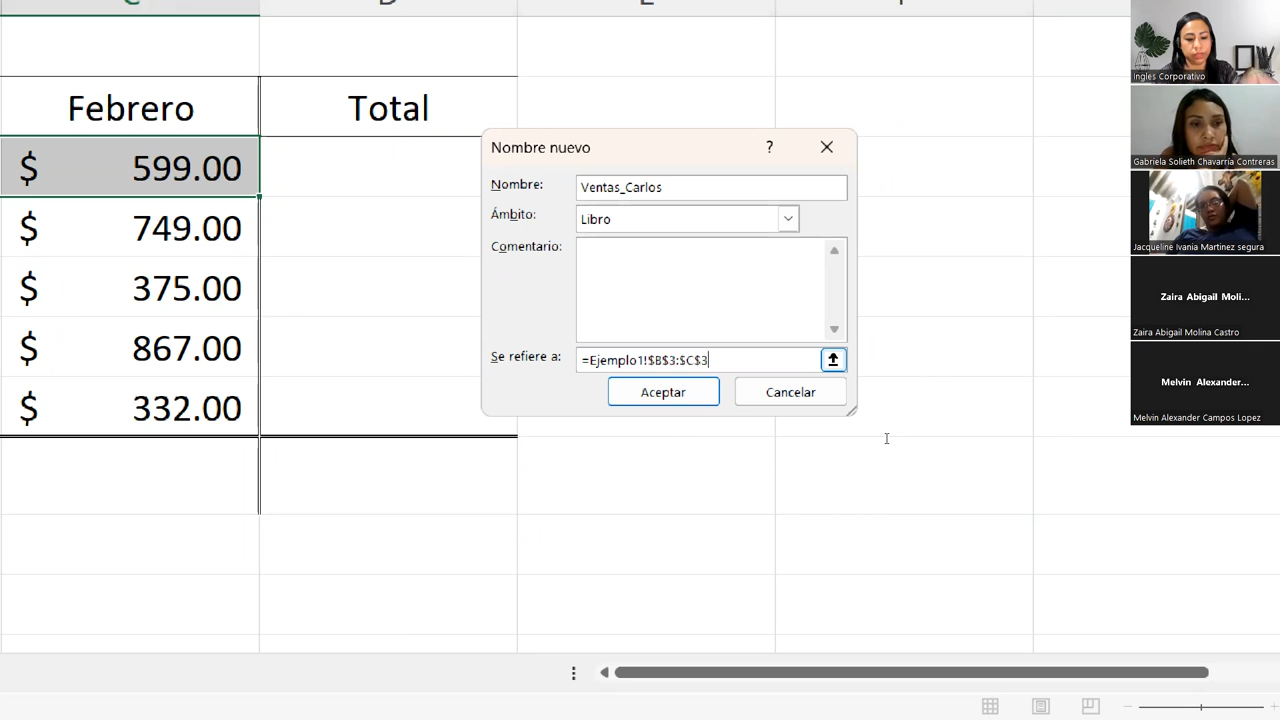 Febrero Total
$ 599.00
$ 749.00
$ 375.00
$ 867.00
$ 332.00
Nombre nuevo ?
Nombre: Ventas_Carlos
Ámbito: Libro
Comentario:
Se refiere a: =Ejemplo1!$B$3:$C$3
Aceptar Cancelar
Ingles Corporativo
Gabriela Solieth Chavarría Contreras
Jacqueline Ivania Martinez segura
Zaira Abigail Moli...
Zaira Abigail Molina Castro
Melvin Alexander...
Melvin Alexander Campos Lopez